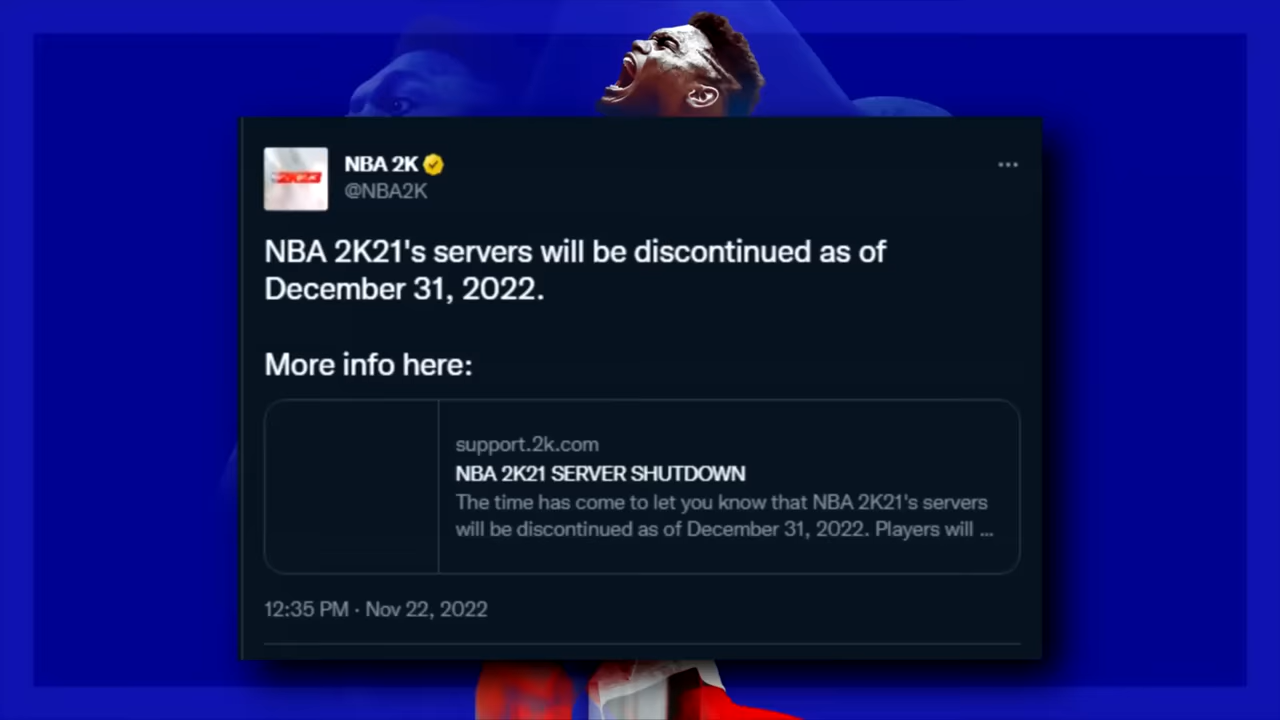 NBA 2K
@NBA2K
NBA 2K21's servers will be discontinued as of
December 31, 2022.
More info here:
support.2k.com
NBA 2K21 SERVER SHUTDOWN
The time has come to let you know that NBA 2K21's servers
will be discontinued as of December 31, 2022. Players will ...
12:35 PM · Nov 22, 2022